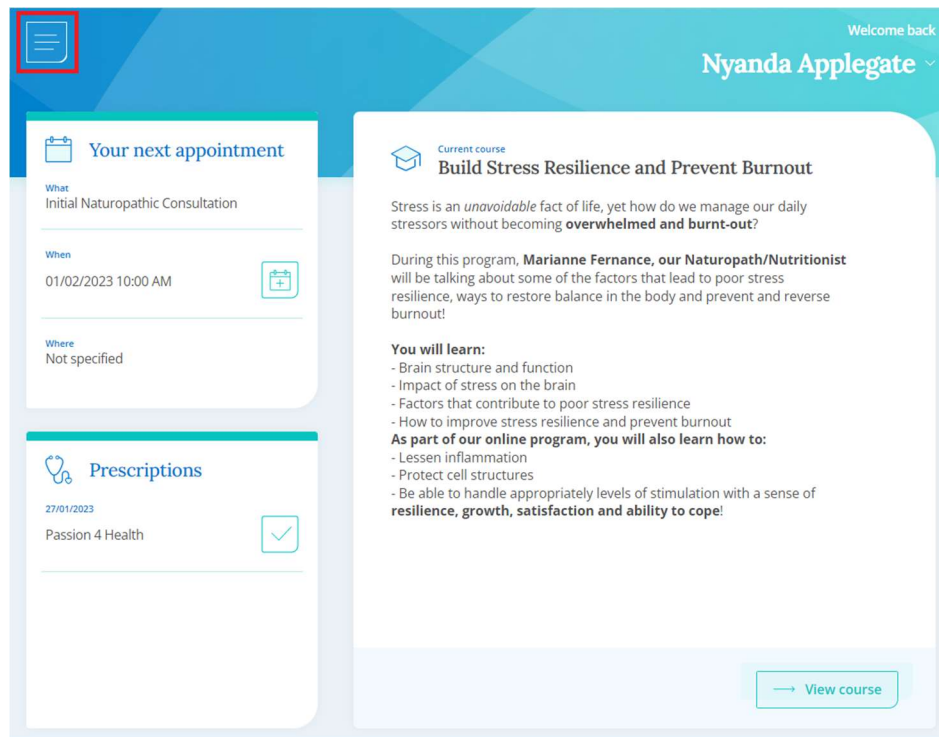 Welcome back
Nyanda Applegate
Your next appointment
What
Initial Naturopathic Consultation
When
01/02/2023 10:00 AM
Where
Not specified
Prescriptions
27/01/2023
Passion 4 Health
Current course
Build Stress Resilience and Prevent Burnout
Stress is an unavoidable fact of life, yet how do we manage our daily
stressors without becoming overwhelmed and burnt-out?
During this program, Marianne Fernance, our Naturopath/Nutritionist
will be talking about some of the factors that lead to poor stress
resilience, ways to restore balance in the body and prevent and reverse
burnout!
You will learn:
- Brain structure and function
- Impact of stress on the brain
- Factors that contribute to poor stress resilience
- How to improve stress resilience and prevent burnout
As part of our online program, you will also learn how to:
- Lessen inflammation
- Protect cell structures
- Be able to handle appropriately levels of stimulation with a sense of
resilience, growth, satisfaction and ability to cope!
View course